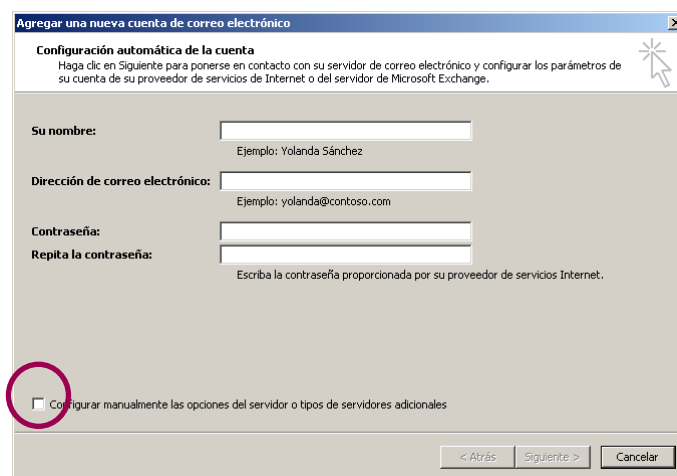 Agregar una nueva cuenta de correo electrónico
Configuración automática de la cuenta
Haga clic en Siguiente para ponerse en contacto con su servidor de correo electrónico y configurar los parámetros de
su cuenta de su proveedor de servicios de Internet o del servidor de Microsoft Exchange.
Su nombre:
Ejemplo: Yolanda Sánchez
Dirección de correo electrónico:
Ejemplo: yolanda@contoso.com
Contraseña:
Repita la contraseña:
Escriba la contraseña proporcionada por su proveedor de servicios Internet.
Configurar manualmente las opciones del servidor o tipos de servidores adicionales
< Atrás Siguiente > Cancelar